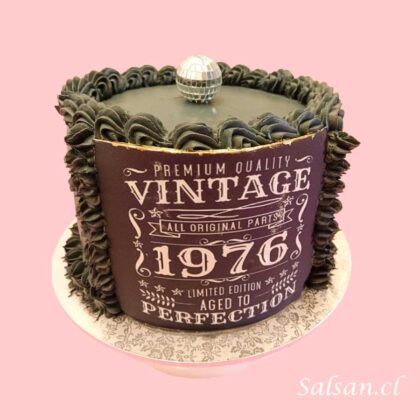 PREMIUM QUALITY
VINTAGE
ALL ORIGINAL PARTS
1976
LIMITED EDITION
AGED TO
PERFECTION
Salsan.cl